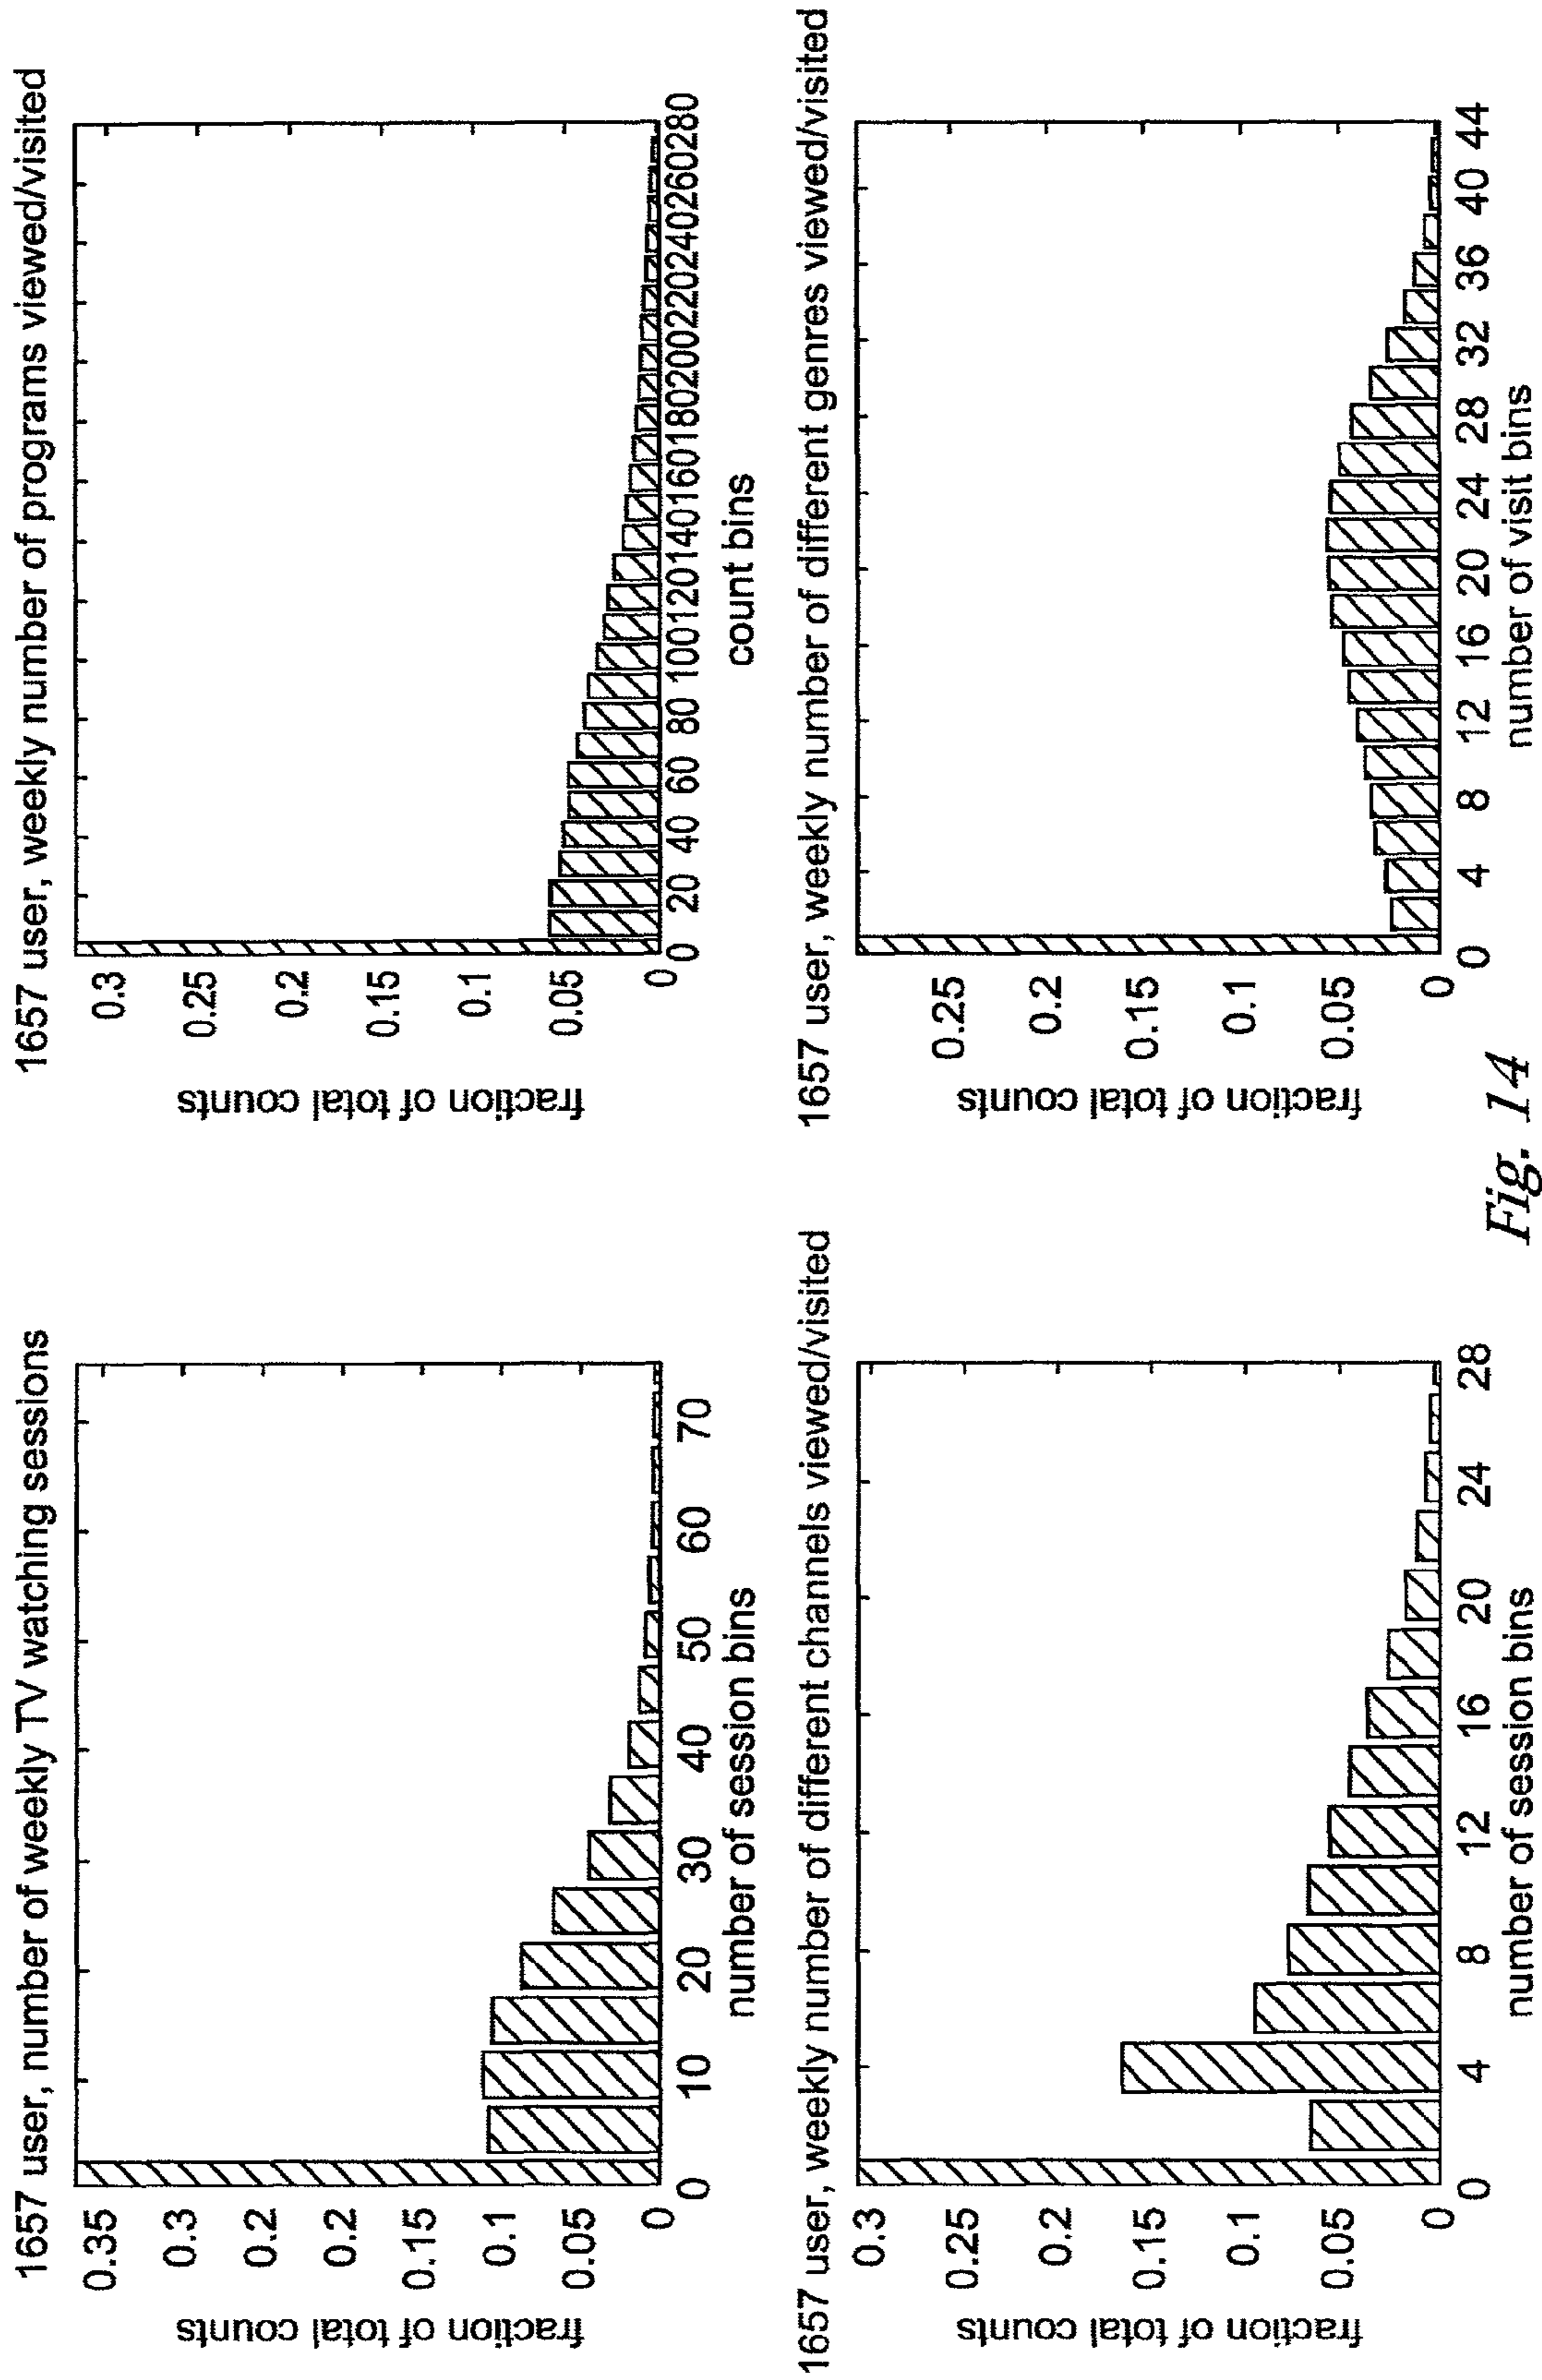 1657 user, number of weekly TV watching sessions
fraction of total counts
0.35
0.3
0.2
0.2
0.15
0.1
0.05
0
0 10 20 30 40 50 60 70
number of session bins
1657 user, weekly number of programs viewed/visited
fraction of total counts
0.3
0.25
0.2
0.15
0.1
0.05
0
0 20 40 60 80 100120140160180200220240260280
count bins
1657 user, weekly number of different channels viewed/visited
fraction of total counts
0.3
0.25
0.2
0.15
0.1
0.05
0
0 4 8 12 16 20 24 28
number of session bins
1657 user, weekly number of different genres viewed/visited
fraction of total counts
0.25
0.2
0.15
0.1
0.05
0
0 4 8 12 16 20 24 28 32 36 40 44
number of visit bins
Fig. 14